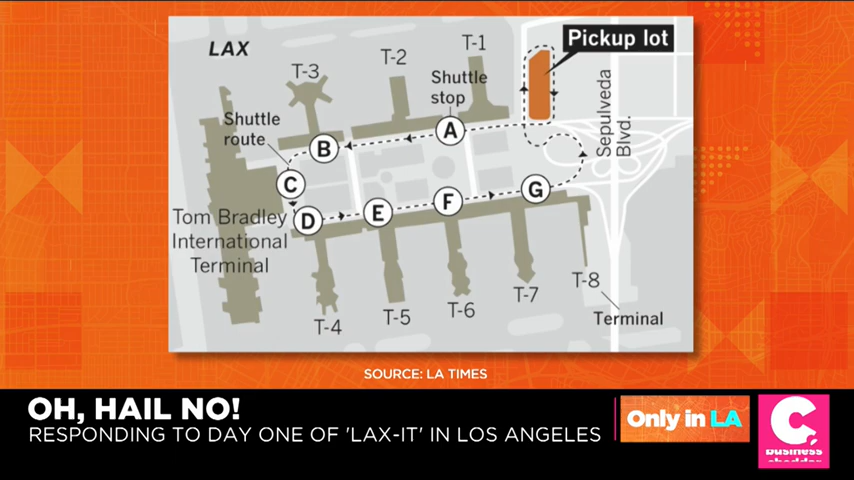 LAX
T-3
T-2
T-1
Pickup lot
Shuttle
stop
Shuttle
route
Sepulveda
Blvd.
A
B
C
D
E
F
G
Tom Bradley
International
Terminal
T-4
T-5
T-6
T-7
T-8
Terminal
SOURCE: LA TIMES
OH, HAIL NO!
RESPONDING TO DAY ONE OF 'LAX-IT' IN LOS ANGELES
Only in LA
C
business
cheddar